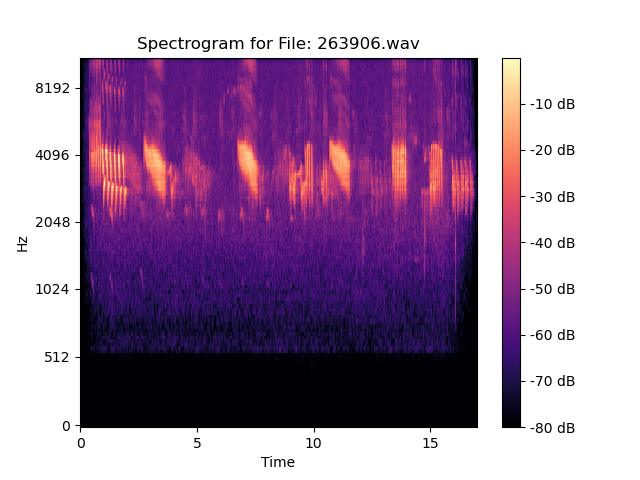 Spectrogram for File: 263906.wav
8192
4096
2048
1024
512
0
Hz
0
5
10
15
Time
-10 dB
-20 dB
-30 dB
-40 dB
-50 dB
-60 dB
-70 dB
-80 dB